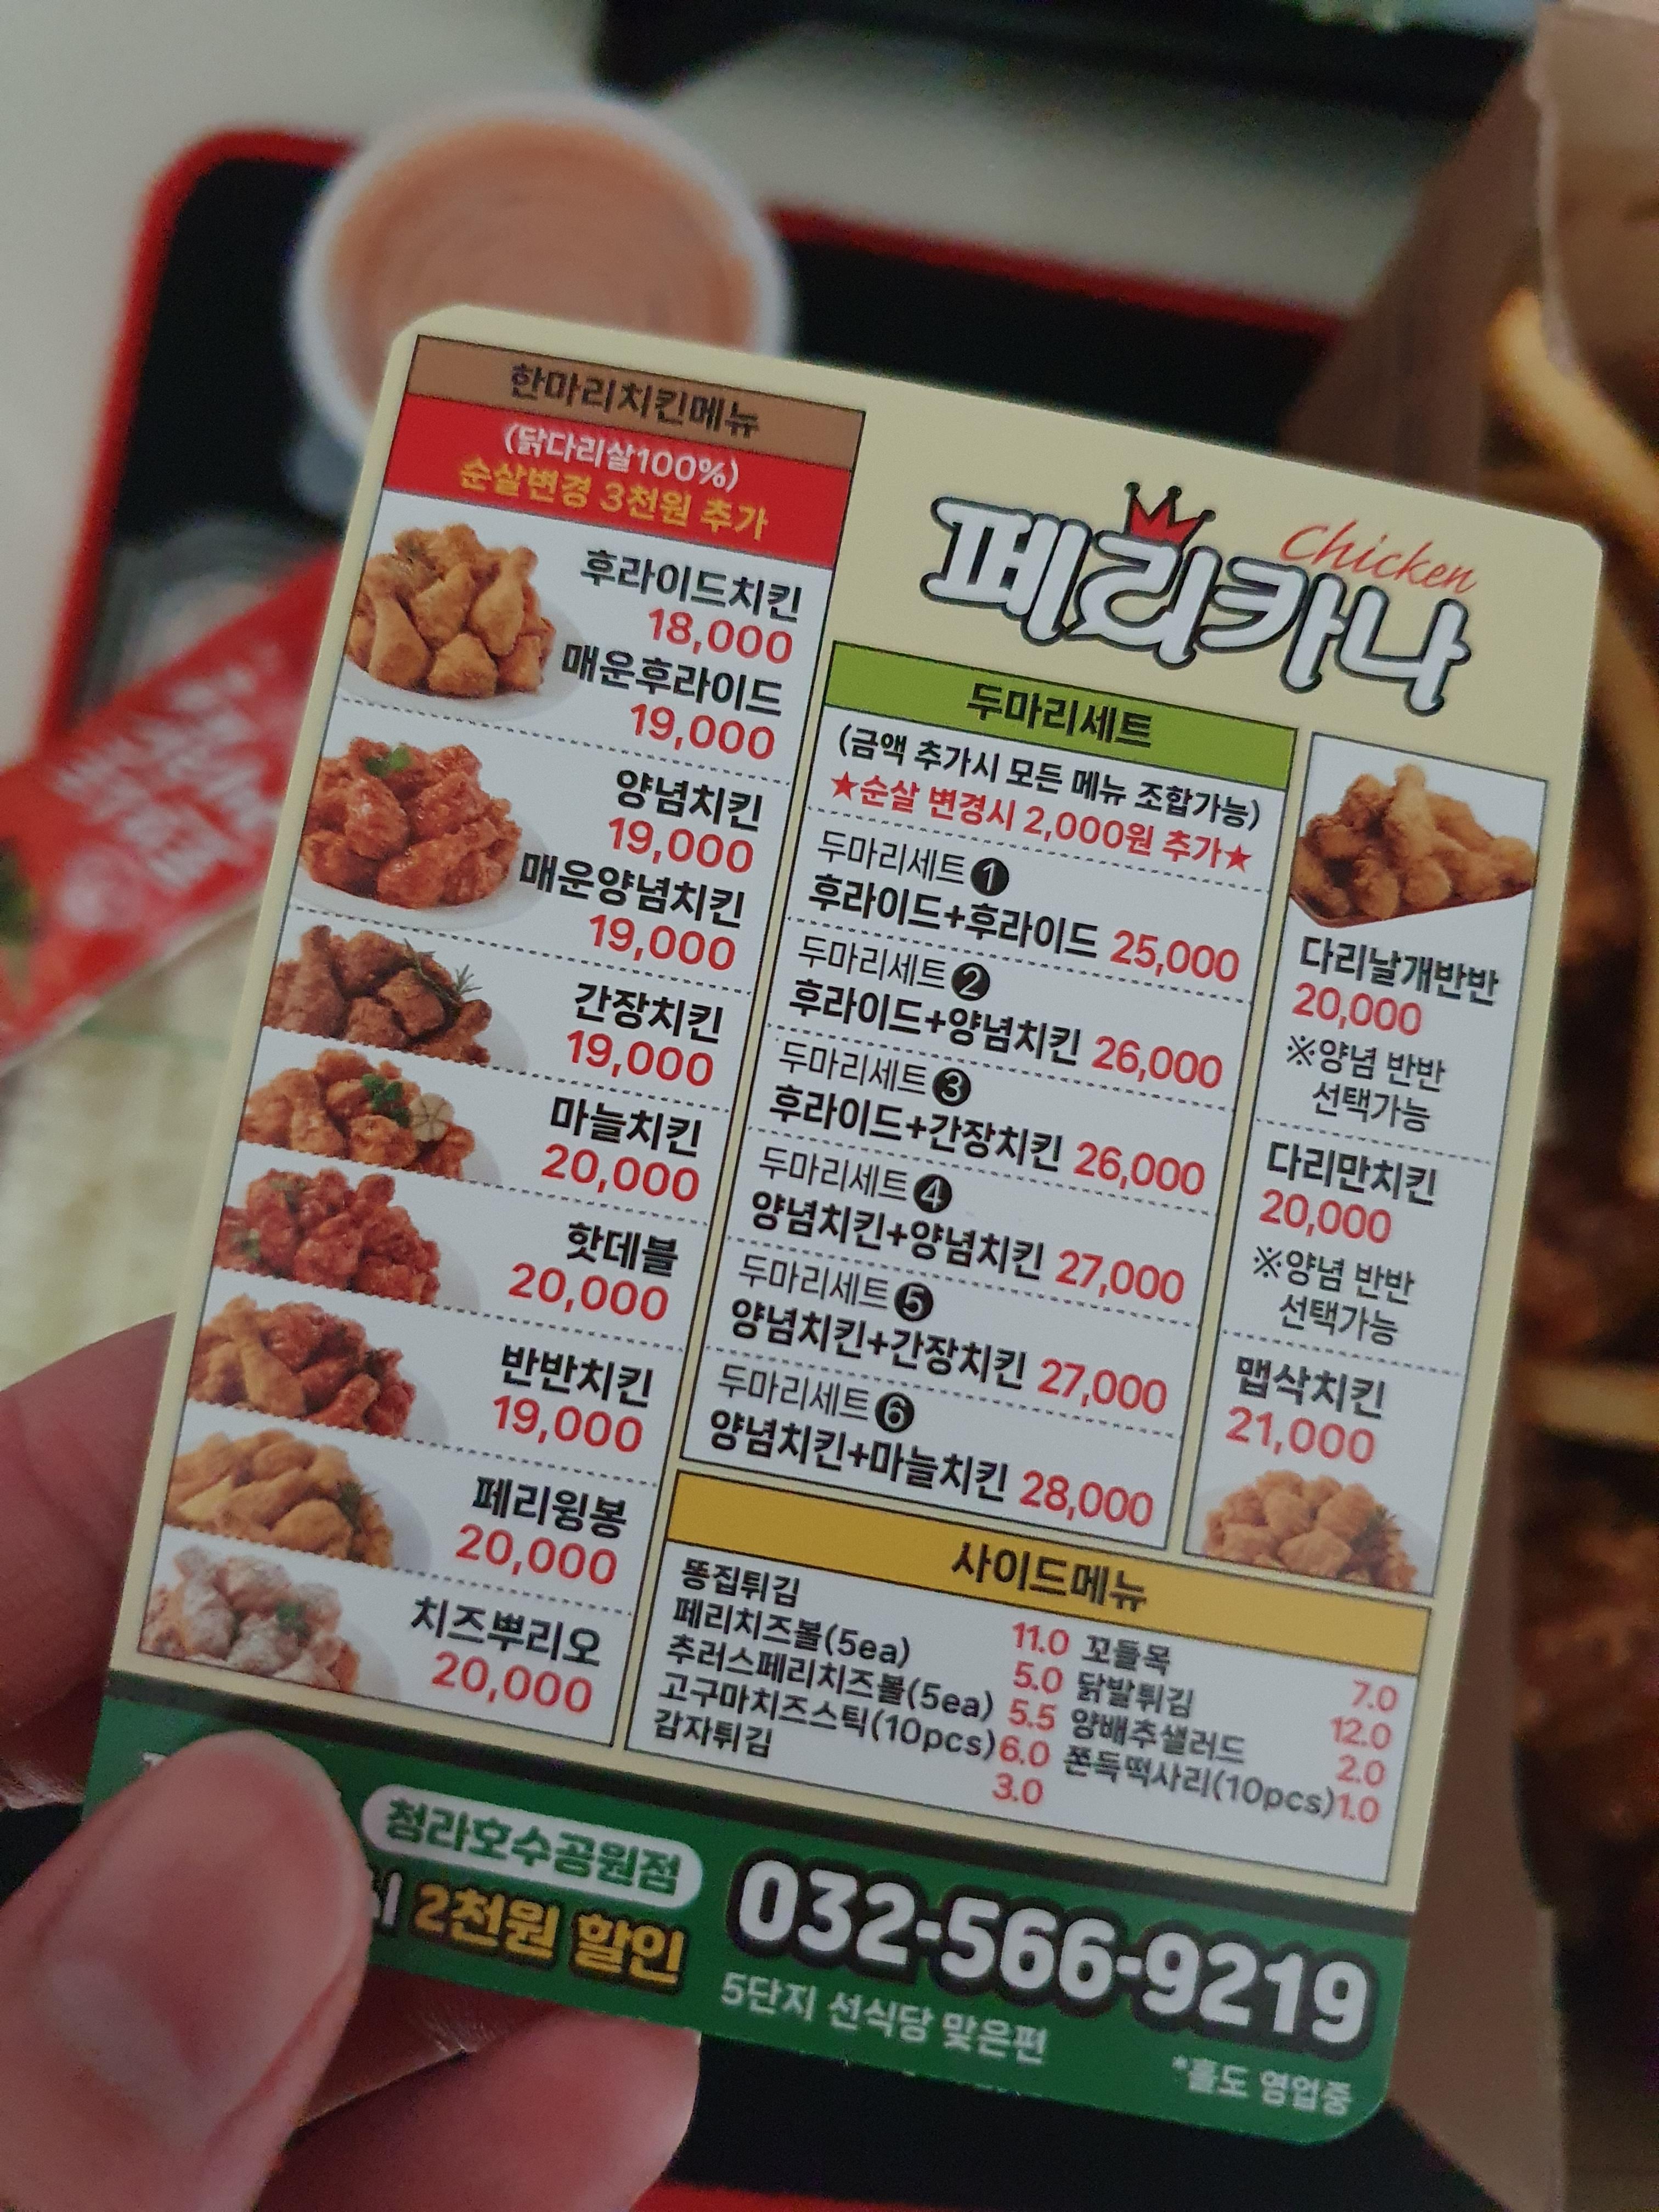 한마리치킨메뉴
(닭다리살100%)
순살변경 3천원 추가
후라이드치킨
18,000
매운후라이드
19,000
양념치킨
19,000
매운양념치킨
19,000
간장치킨
19,000
마늘치킨
20,000
핫데블
20,000
반반치킨
19,000
페리윙봉
20,000
치즈뿌리오
20,000
Chicken
페리카나
두마리세트
(금액 추가시 모든 메뉴 조합가능)
★순살 변경시 2,000원 추가★
두마리세트 ❶
후라이드+후라이드 25,000
두마리세트 ❷
후라이드+양념치킨 26,000
두마리세트 ❸
후라이드+간장치킨 26,000
두마리세트 ❹
양념치킨+양념치킨 27,000
두마리세트 ❺
양념치킨+간장치킨 27,000
두마리세트 ❻
양념치킨+마늘치킨 28,000
다리날개반반
20,000
※양념 반반
선택가능
다리만치킨
20,000
※양념 반반
선택가능
맵삭치킨
21,000
사이드메뉴
똥집튀김 11.0
페리치즈볼(5ea) 5.0
추러스페리치즈볼(5ea) 5.5
고구마치즈스틱(10pcs) 6.0
감자튀김 3.0
꼬들목 7.0
닭발튀김 12.0
양배추샐러드 2.0
쫀득떡사리(10pcs) 1.0
청라호수공원점
2천원 할인
032-566-9219
5단지 선식당 맞은편
*홀도 영업중